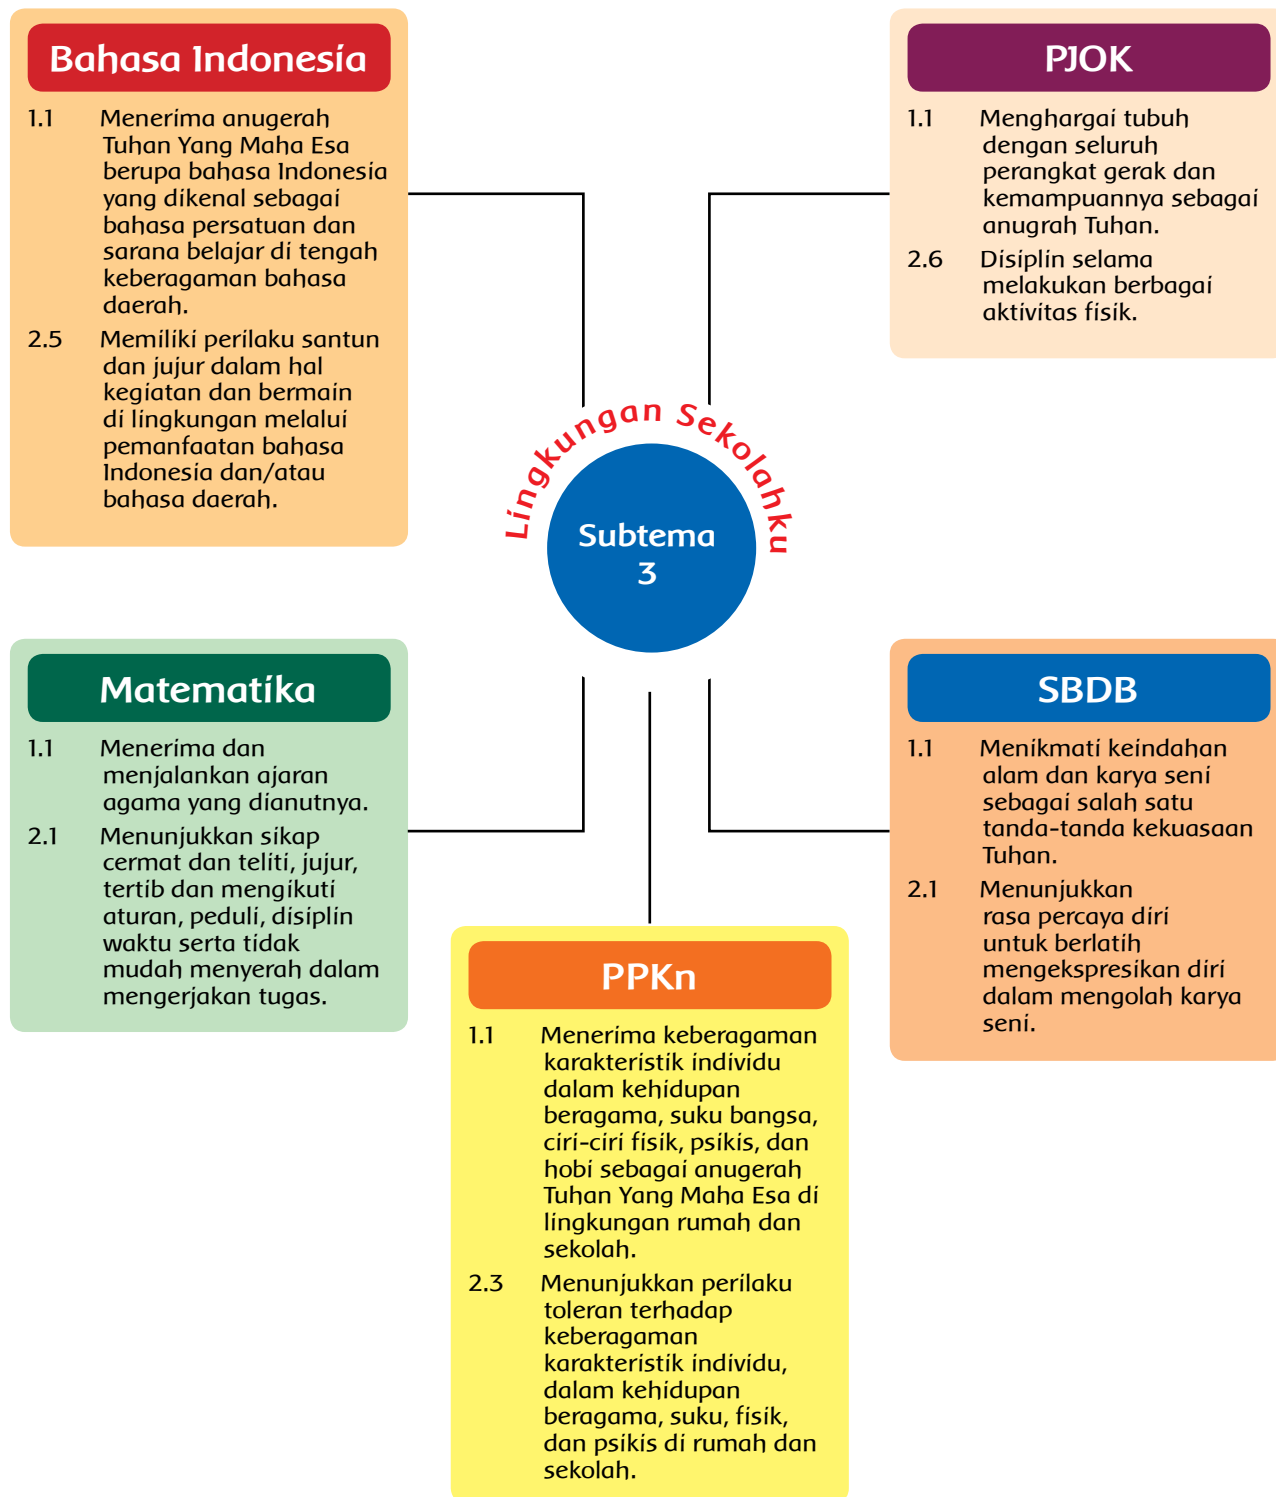 Bahasa Indonesia
1.1 Menerima anugerah
Tuhan Yang Maha Esa
berupa bahasa Indonesia
yang dikenal sebagai
bahasa persatuan dan
sarana belajar di tengah
keberagaman bahasa
daerah.
2.5 Memiliki perilaku santun
dan jujur dalam hal
kegiatan dan bermain
di lingkungan melalui
pemanfaatan bahasa
Indonesia dan/atau
bahasa daerah.
PJOK
1.1 Menghargai tubuh
dengan seluruh
perangkat gerak dan
kemampuannya sebagai
anugrah Tuhan.
2.6 Disiplin selama
melakukan berbagai
aktivitas fisik.
Lingkungan Sekolahku
Subtema
3
Matematika
1.1 Menerima dan
menjalankan ajaran
agama yang dianutnya.
2.1 Menunjukkan sikap
cermat dan teliti, jujur,
tertib dan mengikuti
aturan, peduli, disiplin
waktu serta tidak
mudah menyerah dalam
mengerjakan tugas.
SBDB
1.1 Menikmati keindahan
alam dan karya seni
sebagai salah satu
tanda-tanda kekuasaan
Tuhan.
2.1 Menunjukkan
rasa percaya diri
untuk berlatih
mengekspresikan diri
dalam mengolah karya
seni.
PPKn
1.1 Menerima keberagaman
karakteristik individu
dalam kehidupan
beragama, suku bangsa,
ciri-ciri fisik, psikis, dan
hobi sebagai anugerah
Tuhan Yang Maha Esa di
lingkungan rumah dan
sekolah.
2.3 Menunjukkan perilaku
toleran terhadap
keberagaman
karakteristik individu,
dalam kehidupan
beragama, suku, fisik,
dan psikis di rumah dan
sekolah.